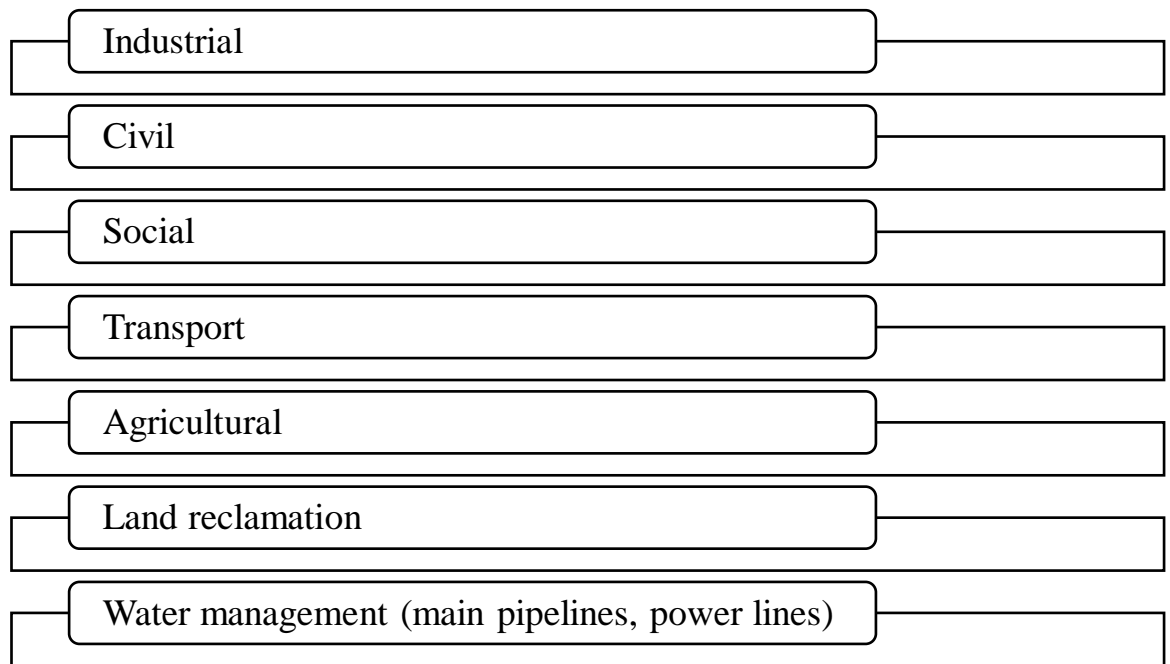 Industrial
Civil
Social
Transport
Agricultural
Land reclamation
Water management (main pipelines, power lines)